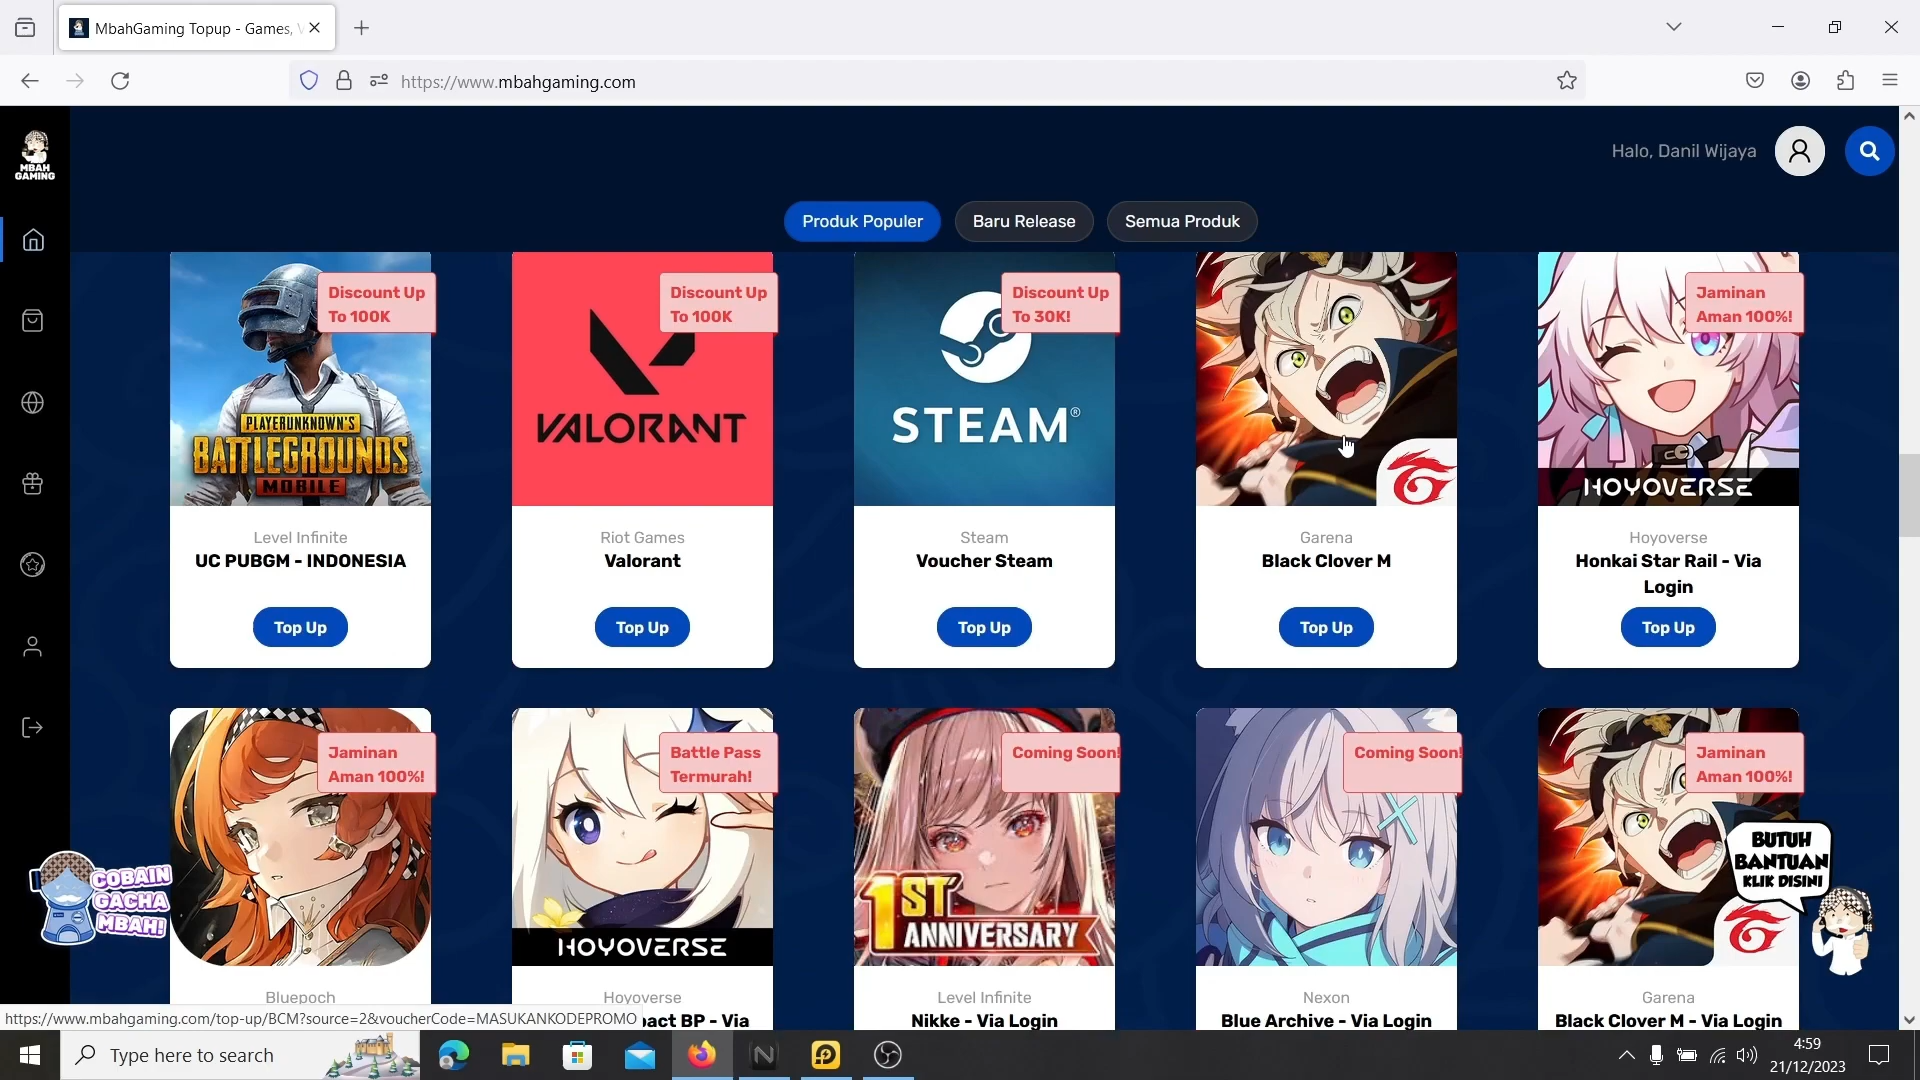 MbahGaming Topup - Games, V
https://www.mbahgaming.com
MBAH
GAMING
Halo, Danil Wijaya
Produk Populer
Baru Release
Semua Produk
Discount Up
To 100K
PLAYERUNKNOWN'S
BATTLEGROUNDS
MOBILE
Level Infinite
UC PUBGM - INDONESIA
Top Up
Discount Up
To 100K
VALORANT
Riot Games
Valorant
Top Up
Discount Up
To 30K!
STEAM®
Steam
Voucher Steam
Top Up
Garena
Black Clover M
Top Up
Jaminan
Aman 100%!
HOYOVERSE
Hoyoverse
Honkai Star Rail - Via
Login
Top Up
Jaminan
Aman 100%!
Bluepoch
Battle Pass
Termurah!
HOYOVERSE
Hoyoverse
pact BP - Via
Coming Soon!
1ST
ANNIVERSARY
Level Infinite
Nikke - Via Login
Coming Soon!
Nexon
Blue Archive - Via Login
Jaminan
Aman 100%!
Garena
Black Clover M - Via Login
COBAIN
GACHA
MBAH!
BUTUH
BANTUAN
KLIK DISINI
https://www.mbahgaming.com/top-up/BCM?source=2&voucherCode=MASUKANKODEPROMO
Type here to search
4:59
21/12/2023